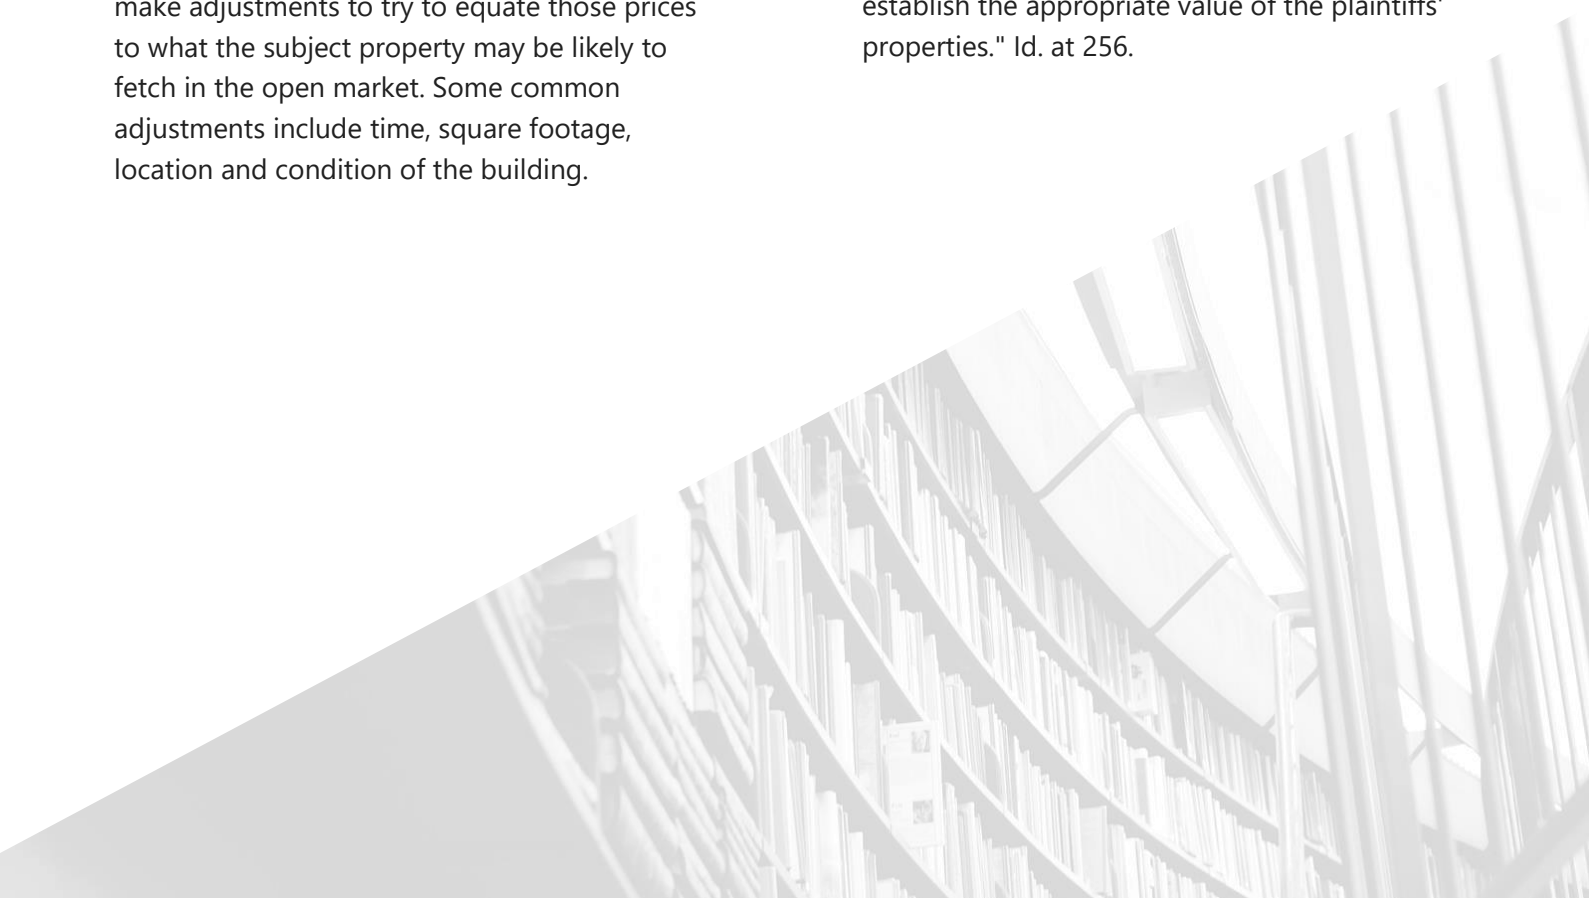 make adjustments to try to equate those prices
to what the subject property may be likely to
fetch in the open market. Some common
adjustments include time, square footage,
location and condition of the building.
establish the appropriate value of the plaintiffs'
properties." Id. at 256.